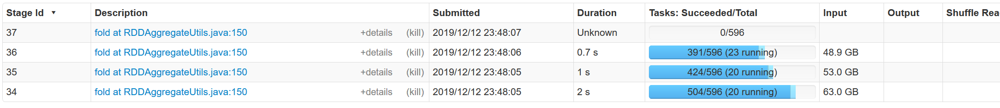 Stage Id ▼ Description Submitted Duration Tasks: Succeeded/Total Input Output Shuffle Rea
37 fold at RDDAggregateUtils.java:150 +details (kill) 2019/12/12 23:48:07 Unknown 0/596
36 fold at RDDAggregateUtils.java:150 +details (kill) 2019/12/12 23:48:06 0.7 s 391/596 (23 running) 48.9 GB
35 fold at RDDAggregateUtils.java:150 +details (kill) 2019/12/12 23:48:05 1 s 424/596 (20 running) 53.0 GB
34 fold at RDDAggregateUtils.java:150 +details (kill) 2019/12/12 23:48:05 2 s 504/596 (20 running) 63.0 GB